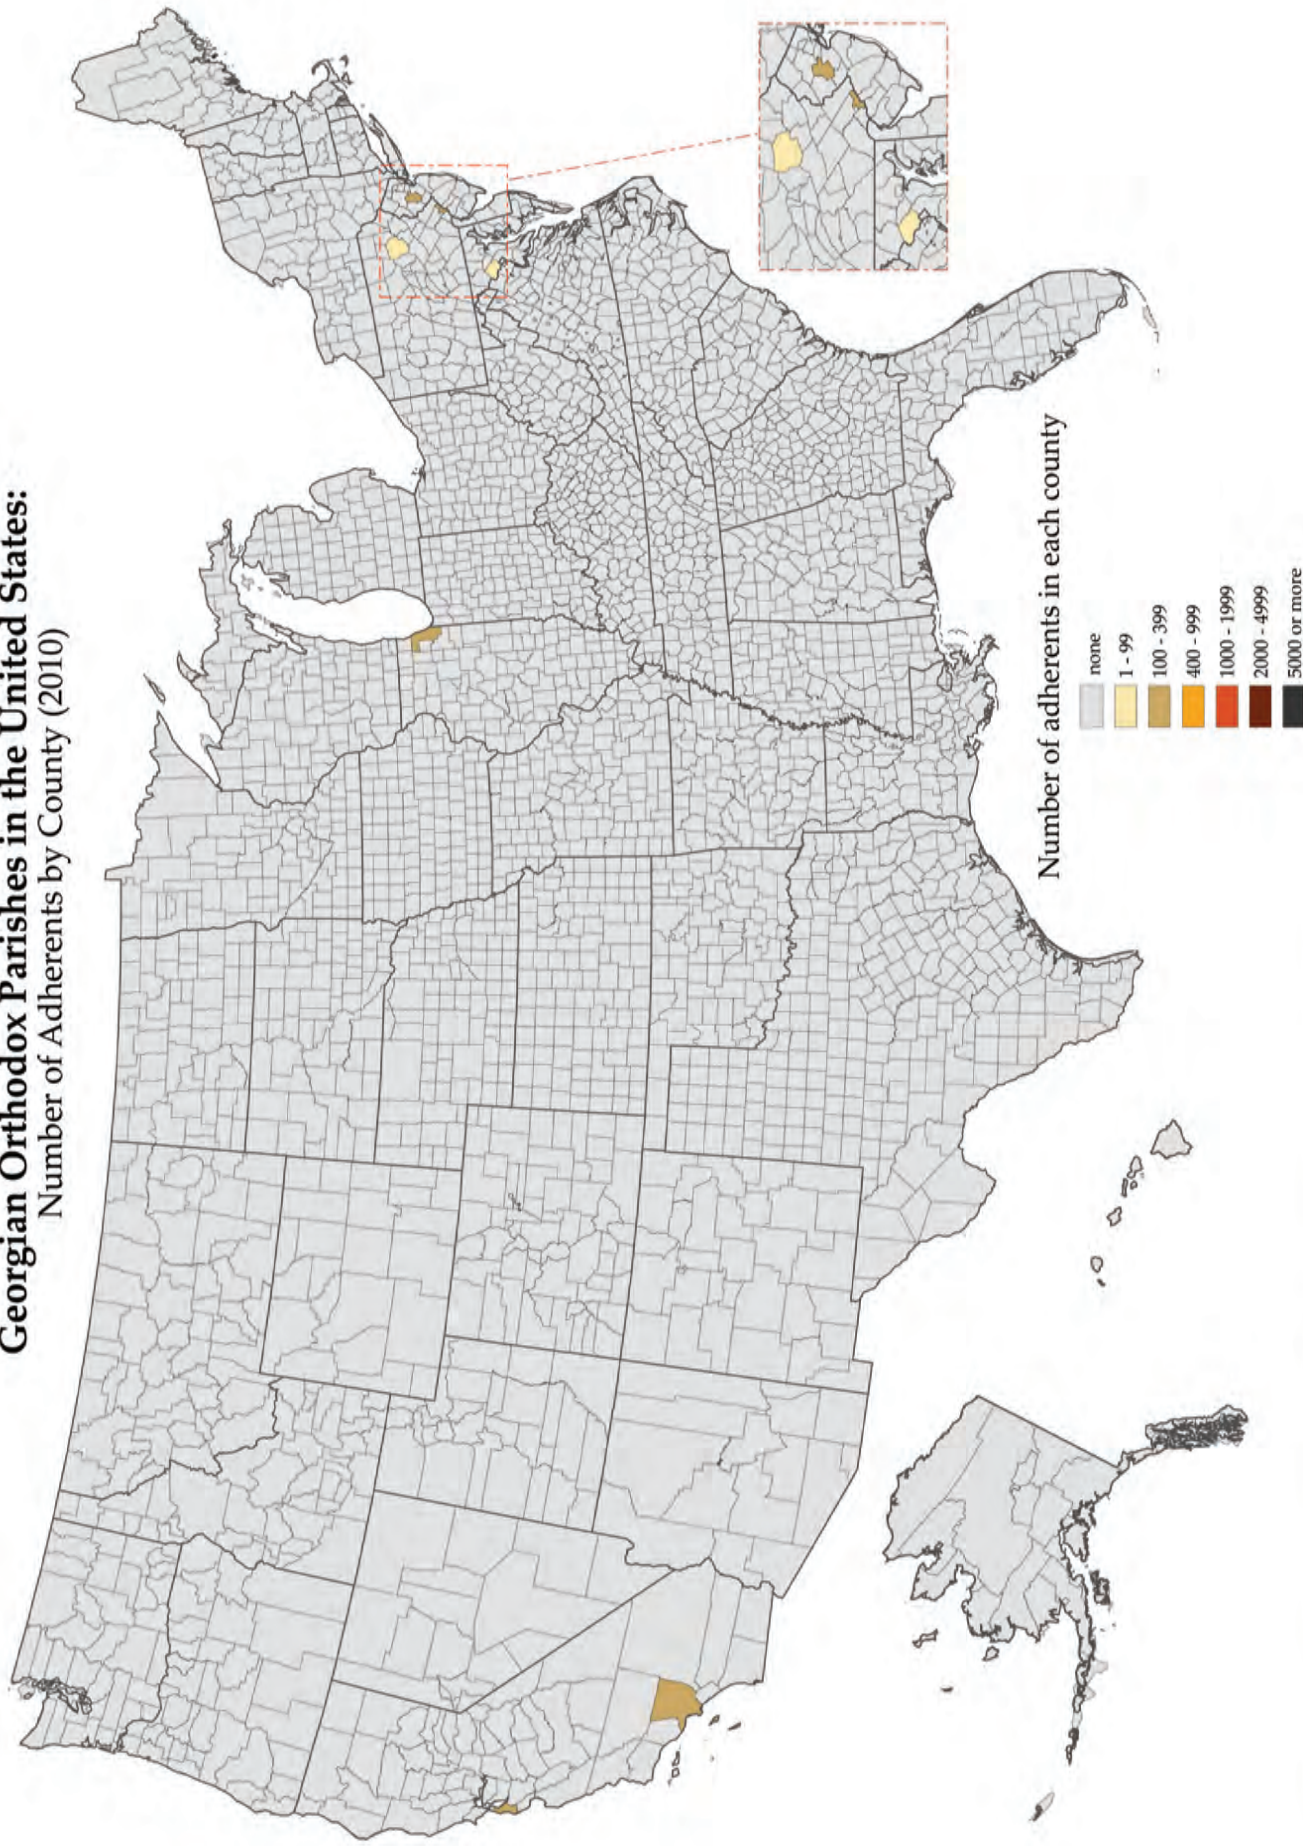 Georgian Orthodox Parishes in the United States:
Number of Adherents by County (2010)
Number of adherents in each county
none
1 - 99
100 - 399
400 - 999
1000 - 1999
2000 - 4999
5000 or more